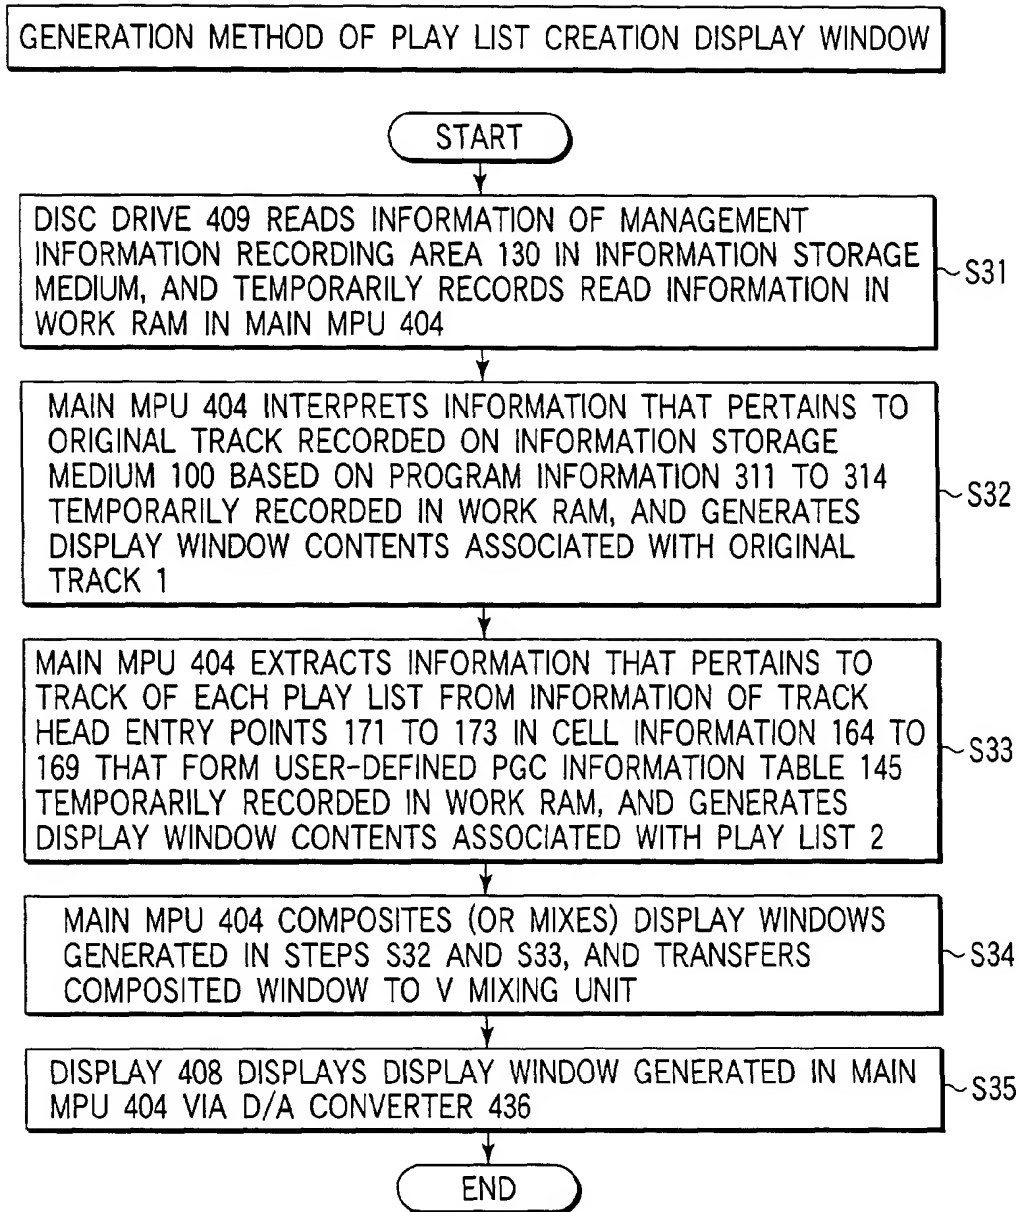 GENERATION METHOD OF PLAY LIST CREATION DISPLAY WINDOW
START
DISC DRIVE 409 READS INFORMATION OF MANAGEMENT
INFORMATION RECORDING AREA 130 IN INFORMATION STORAGE
MEDIUM, AND TEMPORARILY RECORDS READ INFORMATION IN
WORK RAM IN MAIN MPU 404
S31
MAIN MPU 404 INTERPRETS INFORMATION THAT PERTAINS TO
ORIGINAL TRACK RECORDED ON INFORMATION STORAGE
MEDIUM 100 BASED ON PROGRAM INFORMATION 311 TO 314
TEMPORARILY RECORDED IN WORK RAM, AND GENERATES
DISPLAY WINDOW CONTENTS ASSOCIATED WITH ORIGINAL
TRACK 1
S32
MAIN MPU 404 EXTRACTS INFORMATION THAT PERTAINS TO
TRACK OF EACH PLAY LIST FROM INFORMATION OF TRACK
HEAD ENTRY POINTS 171 TO 173 IN CELL INFORMATION 164 TO
169 THAT FORM USER-DEFINED PGC INFORMATION TABLE 145
TEMPORARILY RECORDED IN WORK RAM, AND GENERATES
DISPLAY WINDOW CONTENTS ASSOCIATED WITH PLAY LIST 2
S33
MAIN MPU 404 COMPOSITES (OR MIXES) DISPLAY WINDOWS
GENERATED IN STEPS S32 AND S33, AND TRANSFERS
COMPOSITED WINDOW TO V MIXING UNIT
S34
DISPLAY 408 DISPLAYS DISPLAY WINDOW GENERATED IN MAIN
MPU 404 VIA D/A CONVERTER 436
S35
END